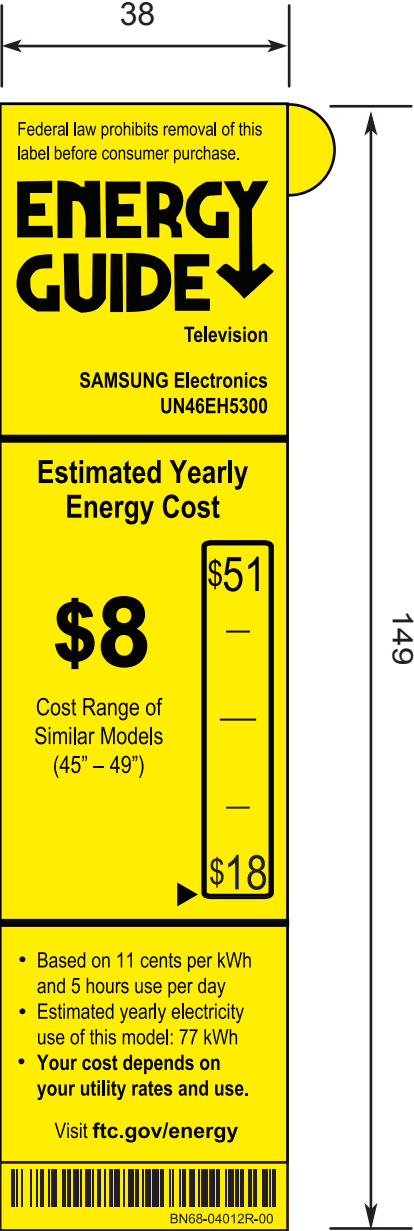 38
Federal law prohibits removal of this
label before consumer purchase.
ENERGY
GUIDE
Television
SAMSUNG Electronics
UN46EH5300
Estimated Yearly
Energy Cost
$51
$8
Cost Range of
Similar Models
(45” – 49”)
$18
149
• Based on 11 cents per kWh
and 5 hours use per day
• Estimated yearly electricity
use of this model: 77 kWh
• Your cost depends on
your utility rates and use.
Visit ftc.gov/energy
BN68-04012R-00